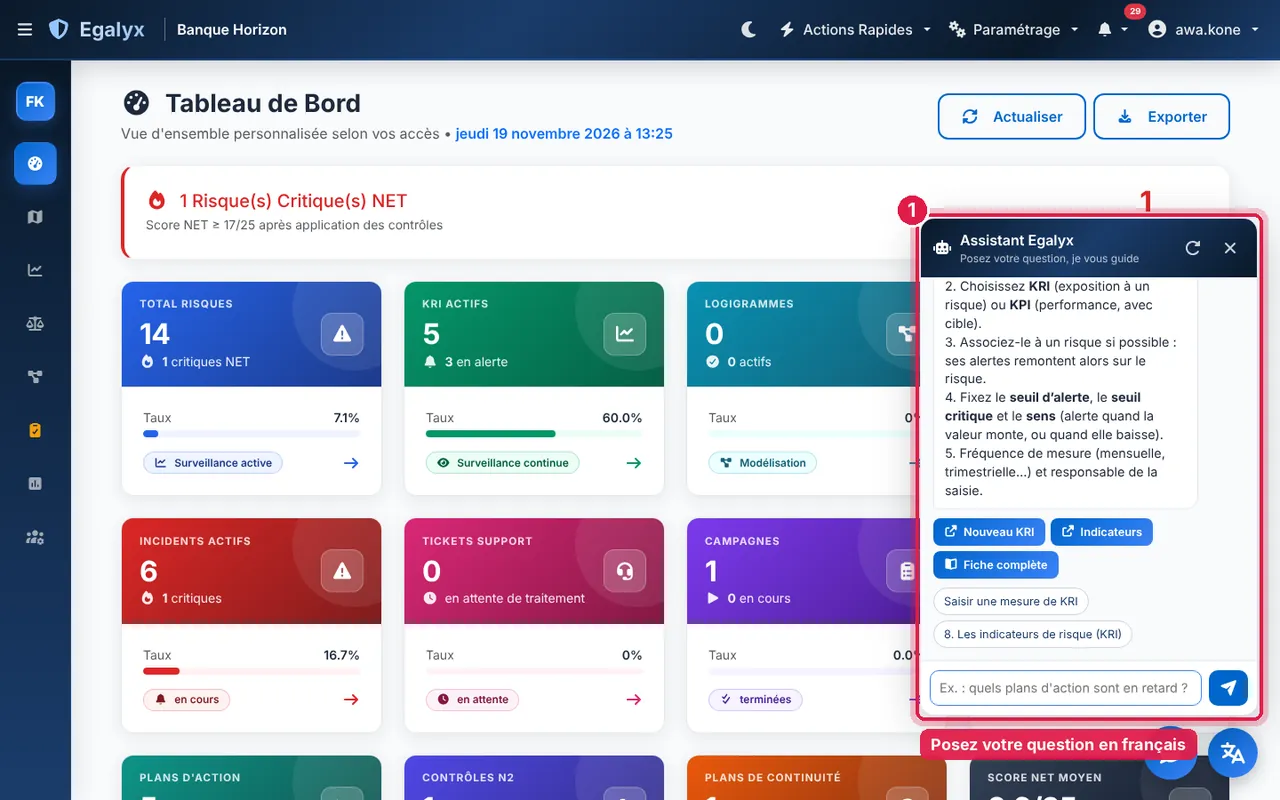 Egalyx
Banque Horizon
Actions Rapides
Paramétrage
29
awa.kone
FK
Tableau de Bord
Vue d'ensemble personnalisée selon vos accès • jeudi 19 novembre 2026 à 13:25
Actualiser
Exporter
1 Risque(s) Critique(s) NET
Score NET ≥ 17/25 après application des contrôles
1
TOTAL RISQUES
14
1 critiques NET
Taux
7.1%
Surveillance active
KRI ACTIFS
5
3 en alerte
Taux
60.0%
Surveillance continue
LOGIGRAMMES
0
0 actifs
Taux
Modélisation
INCIDENTS ACTIFS
6
1 critiques
Taux
16.7%
en cours
TICKETS SUPPORT
0
en attente de traitement
Taux
0%
en attente
CAMPAGNES
1
0 en cours
Taux
terminées
PLANS D'ACTION
CONTRÔLES N2
PLANS DE CONTINUITÉ
SCORE NET MOYEN
1
Assistant Egalyx
Posez votre question, je vous guide
2. Choisissez KRI (exposition à un
risque) ou KPI (performance, avec
cible).
3. Associez-le à un risque si possible :
ses alertes remontent alors sur le
risque.
4. Fixez le seuil d’alerte, le seuil
critique et le sens (alerte quand la
valeur monte, ou quand elle baisse).
5. Fréquence de mesure (mensuelle,
trimestrielle…) et responsable de la
saisie.
Nouveau KRI
Indicateurs
Fiche complète
Saisir une mesure de KRI
8. Les indicateurs de risque (KRI)
Ex. : quels plans d'action sont en retard ?
Posez votre question en français